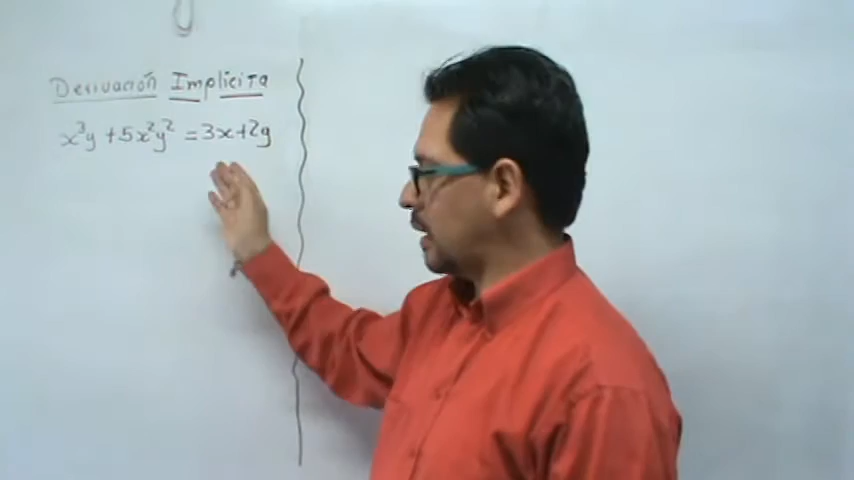 Derivación Implícita
x³y + 5x²y² = 3x + 2y